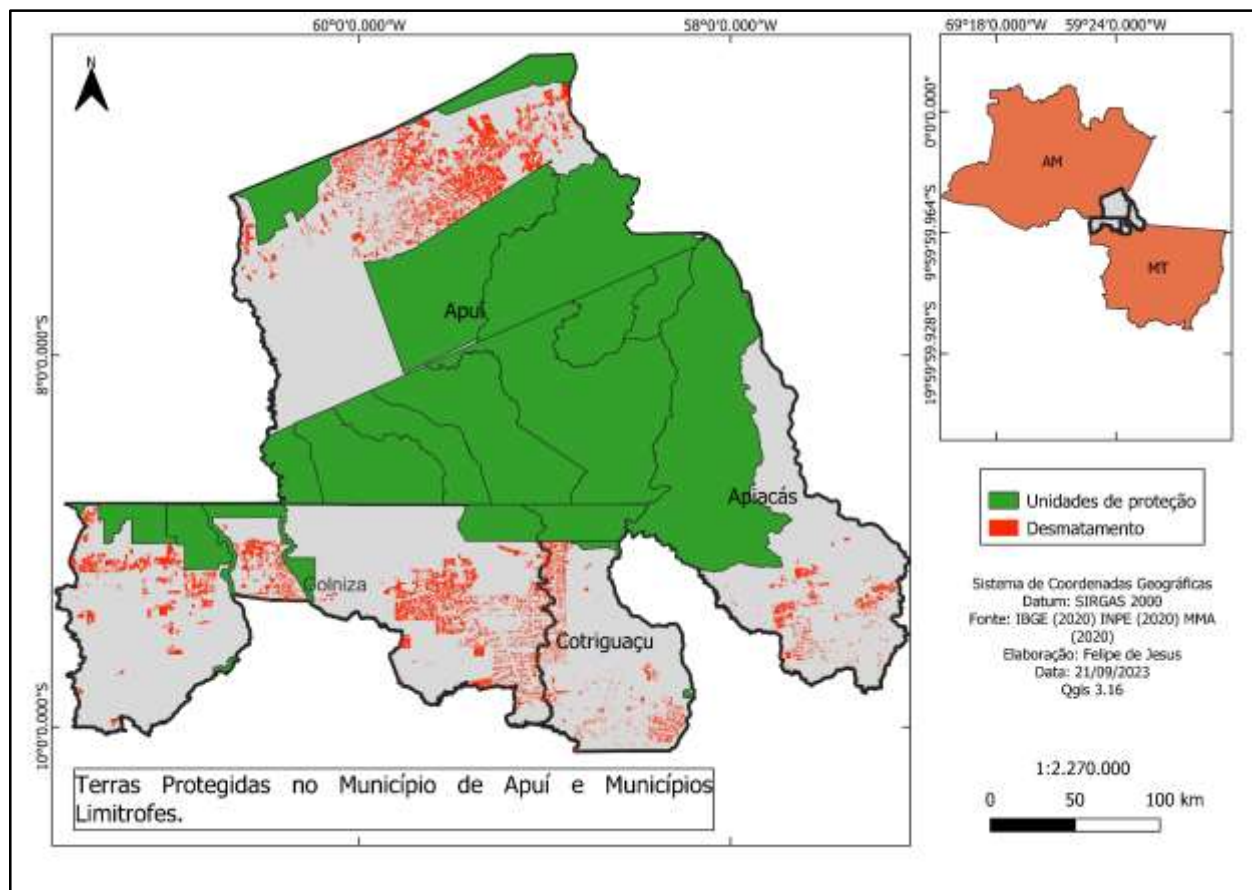 60°0'0.000"W
58°0'0.000"W
69°18'0.000"W
59°24'0.000"W
N
0°0'0.000"
AM
9°59'59.964"S
MT
19°59'59.928"S
8°0'0.000"S
Apuí
Apiacás
Colniza
Cotriguaçu
10°0'0.000"S
Unidades de proteção
Desmatamento
Sistema de Coordenadas Geográficas
Datum: SIRGAS 2000
Fonte: IBGE (2020) INPE (2020) MMA
(2020)
Elaboração: Felipe de Jesus
Data: 21/09/2023
Qgis 3.16
1:2.270.000
0 50 100 km
Terras Protegidas no Município de Apuí e Municípios
Limitrofes.